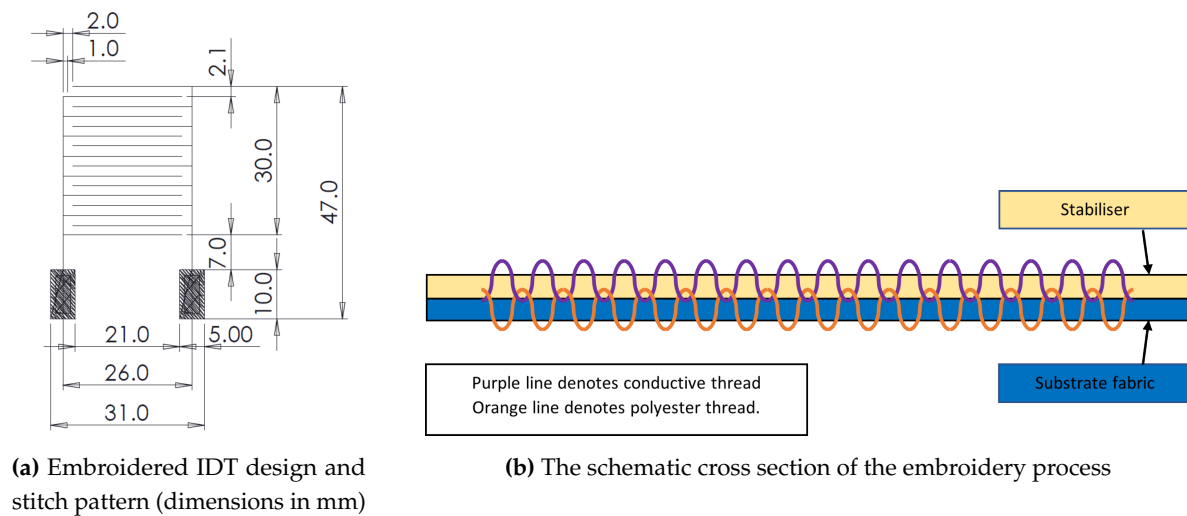 2.0
1.0
2.1
30.0
47.0
7.0
10.0
21.0
5.00
26.0
31.0
Stabiliser
Substrate fabric
Purple line denotes conductive thread
Orange line denotes polyester thread.
(a) Embroidered IDT design and
stitch pattern (dimensions in mm)
(b) The schematic cross section of the embroidery process